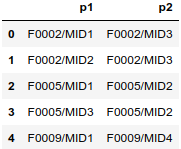 p1 p2
0 F0002/MID1 F0002/MID3
1 F0002/MID2 F0002/MID3
2 F0005/MID1 F0005/MID2
3 F0005/MID3 F0005/MID2
4 F0009/MID1 F0009/MID4